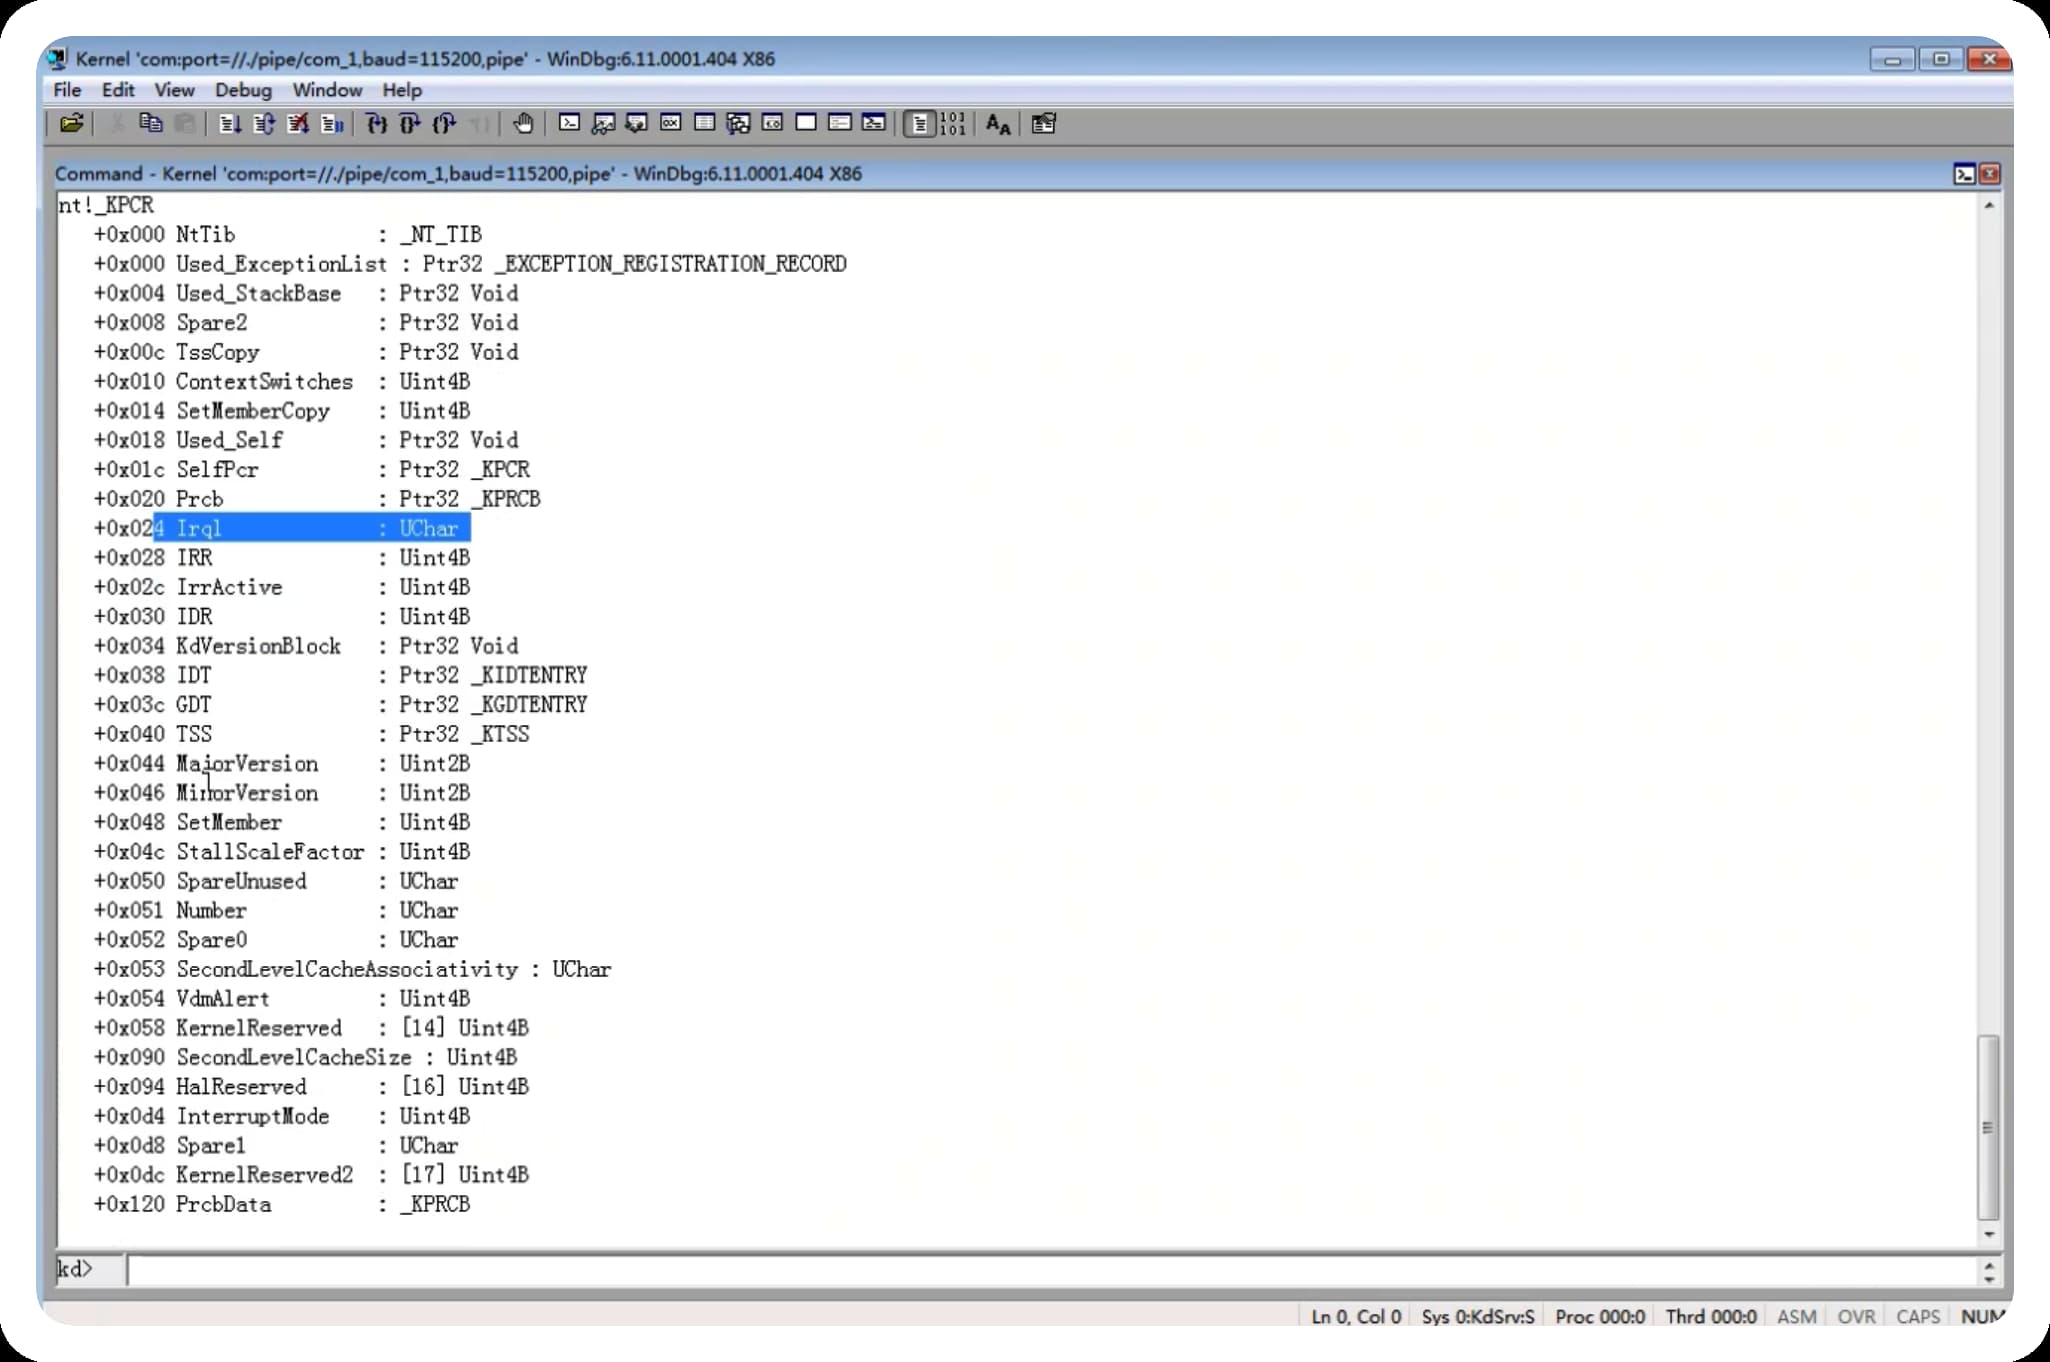 Kernel 'com:port=//./pipe/com_1,baud=115200,pipe' - WinDbg:6.11.0001.404 X86
File Edit View Debug Window Help
Command - Kernel 'com:port=//./pipe/com_1,baud=115200,pipe' - WinDbg:6.11.0001.404 X86
nt!_KPCR
+0x000 NtTib : _NT_TIB
+0x000 Used_ExceptionList : Ptr32 _EXCEPTION_REGISTRATION_RECORD
+0x004 Used_StackBase : Ptr32 Void
+0x008 Spare2 : Ptr32 Void
+0x00c TssCopy : Ptr32 Void
+0x010 ContextSwitches : Uint4B
+0x014 SetMemberCopy : Uint4B
+0x018 Used_Self : Ptr32 Void
+0x01c SelfPcr : Ptr32 _KPCR
+0x020 Prcb : Ptr32 _KPRCB
+0x024 Irql : UChar
+0x028 IRR : Uint4B
+0x02c IrrActive : Uint4B
+0x030 IDR : Uint4B
+0x034 KdVersionBlock : Ptr32 Void
+0x038 IDT : Ptr32 _KIDTENTRY
+0x03c GDT : Ptr32 _KGDTENTRY
+0x040 TSS : Ptr32 _KTSS
+0x044 MajorVersion : Uint2B
+0x046 MinorVersion : Uint2B
+0x048 SetMember : Uint4B
+0x04c StallScaleFactor : Uint4B
+0x050 SpareUnused : UChar
+0x051 Number : UChar
+0x052 Spare0 : UChar
+0x053 SecondLevelCacheAssociativity : UChar
+0x054 VdmAlert : Uint4B
+0x058 KernelReserved : [14] Uint4B
+0x090 SecondLevelCacheSize : Uint4B
+0x094 HalReserved : [16] Uint4B
+0x0d4 InterruptMode : Uint4B
+0x0d8 Spare1 : UChar
+0x0dc KernelReserved2 : [17] Uint4B
+0x120 PrcbData : _KPRCB
kd>
Ln 0, Col 0 Sys 0:KdSrv:S Proc 000:0 Thrd 000:0 ASM OVR CAPS NUM